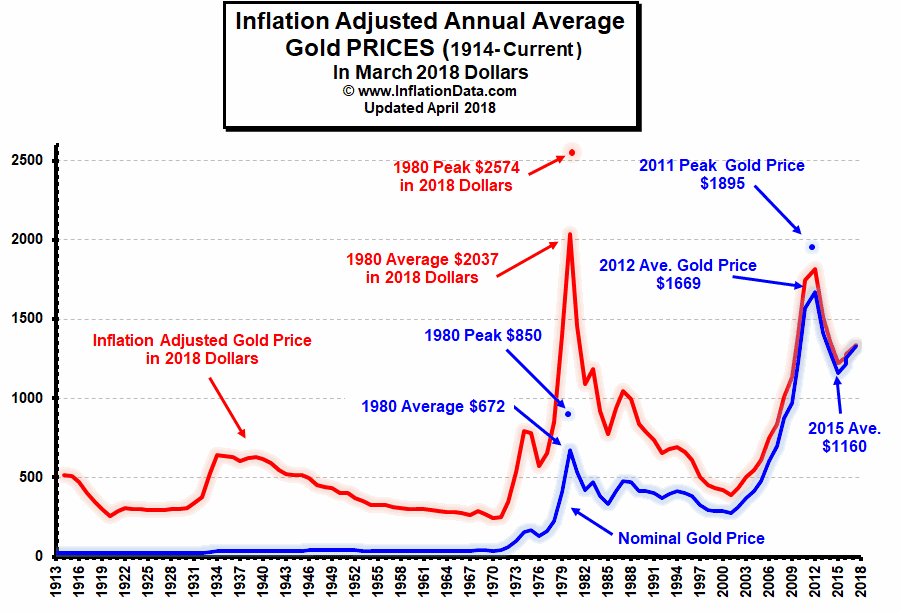 Inflation Adjusted Annual Average
Gold PRICES (1914-Current)
In March 2018 Dollars
© www.InflationData.com
Updated April 2018
2500
2000
1500
1000
500
0
1980 Peak $2574
in 2018 Dollars
2011 Peak Gold Price
$1895
1980 Average $2037
in 2018 Dollars
2012 Ave. Gold Price
$1669
Inflation Adjusted Gold Price
in 2018 Dollars
1980 Peak $850
1980 Average $672
2015 Ave.
$1160
Nominal Gold Price
1913
1916
1919
1922
1925
1928
1931
1934
1937
1940
1943
1946
1949
1952
1955
1958
1961
1964
1967
1970
1973
1976
1979
1982
1985
1988
1991
1994
1997
2000
2003
2006
2009
2012
2015
2018